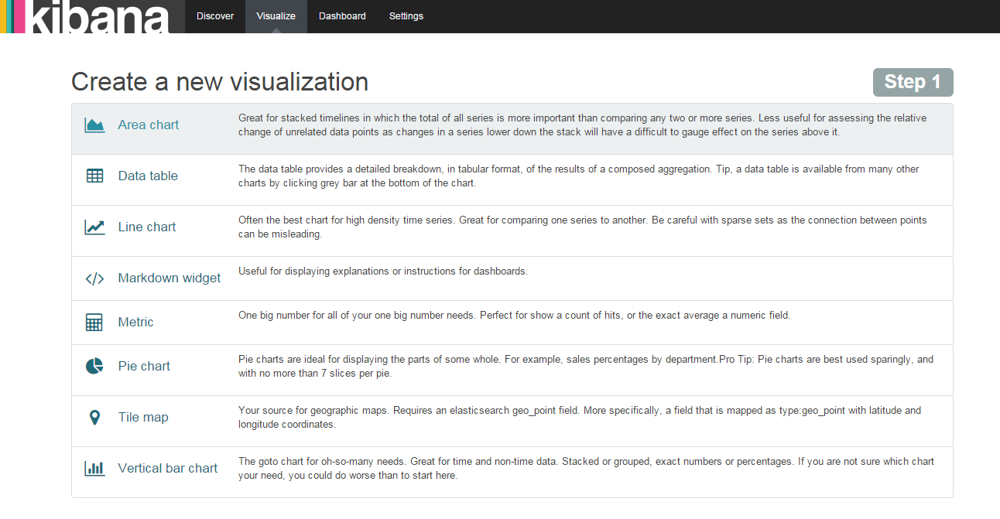 kibana Discover Visualize Dashboard Settings
Create a new visualization Step 1
Area chart
Great for stacked timelines in which the total of all series is more important than comparing any two or more series. Less useful for assessing the relative
change of unrelated data points as changes in a series lower down the stack will have a difficult to gauge effect on the series above it.
Data table
The data table provides a detailed breakdown, in tabular format, of the results of a composed aggregation. Tip, a data table is available from many other
charts by clicking grey bar at the bottom of the chart.
Line chart
Often the best chart for high density time series. Great for comparing one series to another. Be careful with sparse sets as the connection between points
can be misleading.
Markdown widget
Useful for displaying explanations or instructions for dashboards.
Metric
One big number for all of your one big number needs. Perfect for show a count of hits, or the exact average a numeric field.
Pie chart
Pie charts are ideal for displaying the parts of some whole. For example, sales percentages by department.Pro Tip: Pie charts are best used sparingly, and
with no more than 7 slices per pie.
Tile map
Your source for geographic maps. Requires an elasticsearch geo_point field. More specifically, a field that is mapped as type:geo_point with latitude and
longitude coordinates.
Vertical bar chart
The goto chart for oh-so-many needs. Great for time and non-time data. Stacked or grouped, exact numbers or percentages. If you are not sure which chart
your need, you could do worse than to start here.